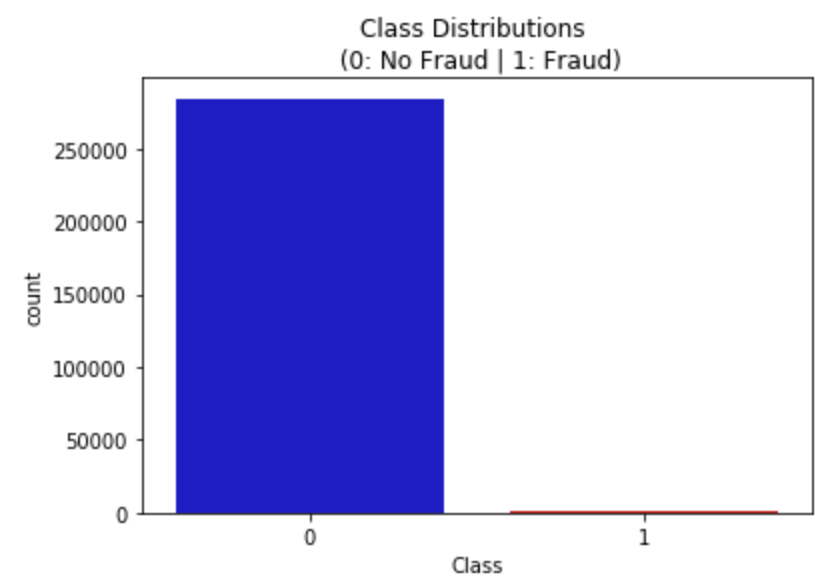 Class Distributions
(0: No Fraud | 1: Fraud)
250000
200000
150000
100000
50000
0
count
0 1
Class